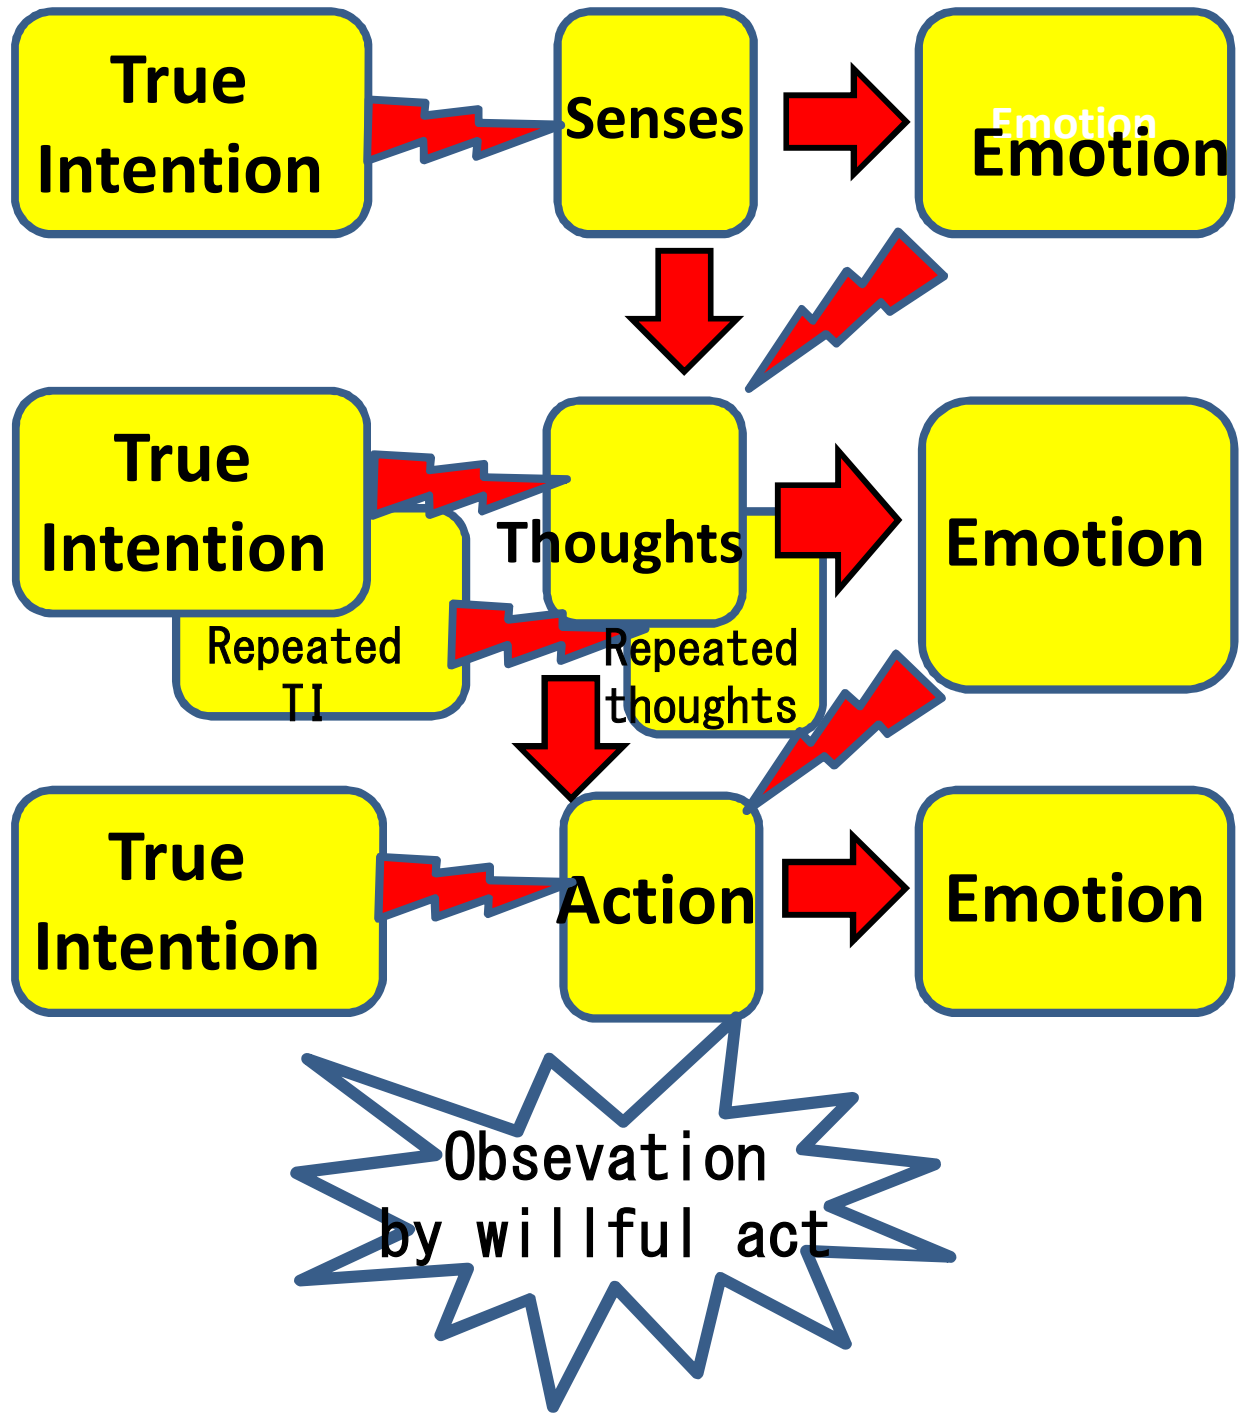 True
Intention
Senses
Emotion
Emotion
True
Intention
Thoughts
Emotion
Repeated
TI
Repeated
thoughts
True
Intention
Action
Emotion
Obsevation
by willful act